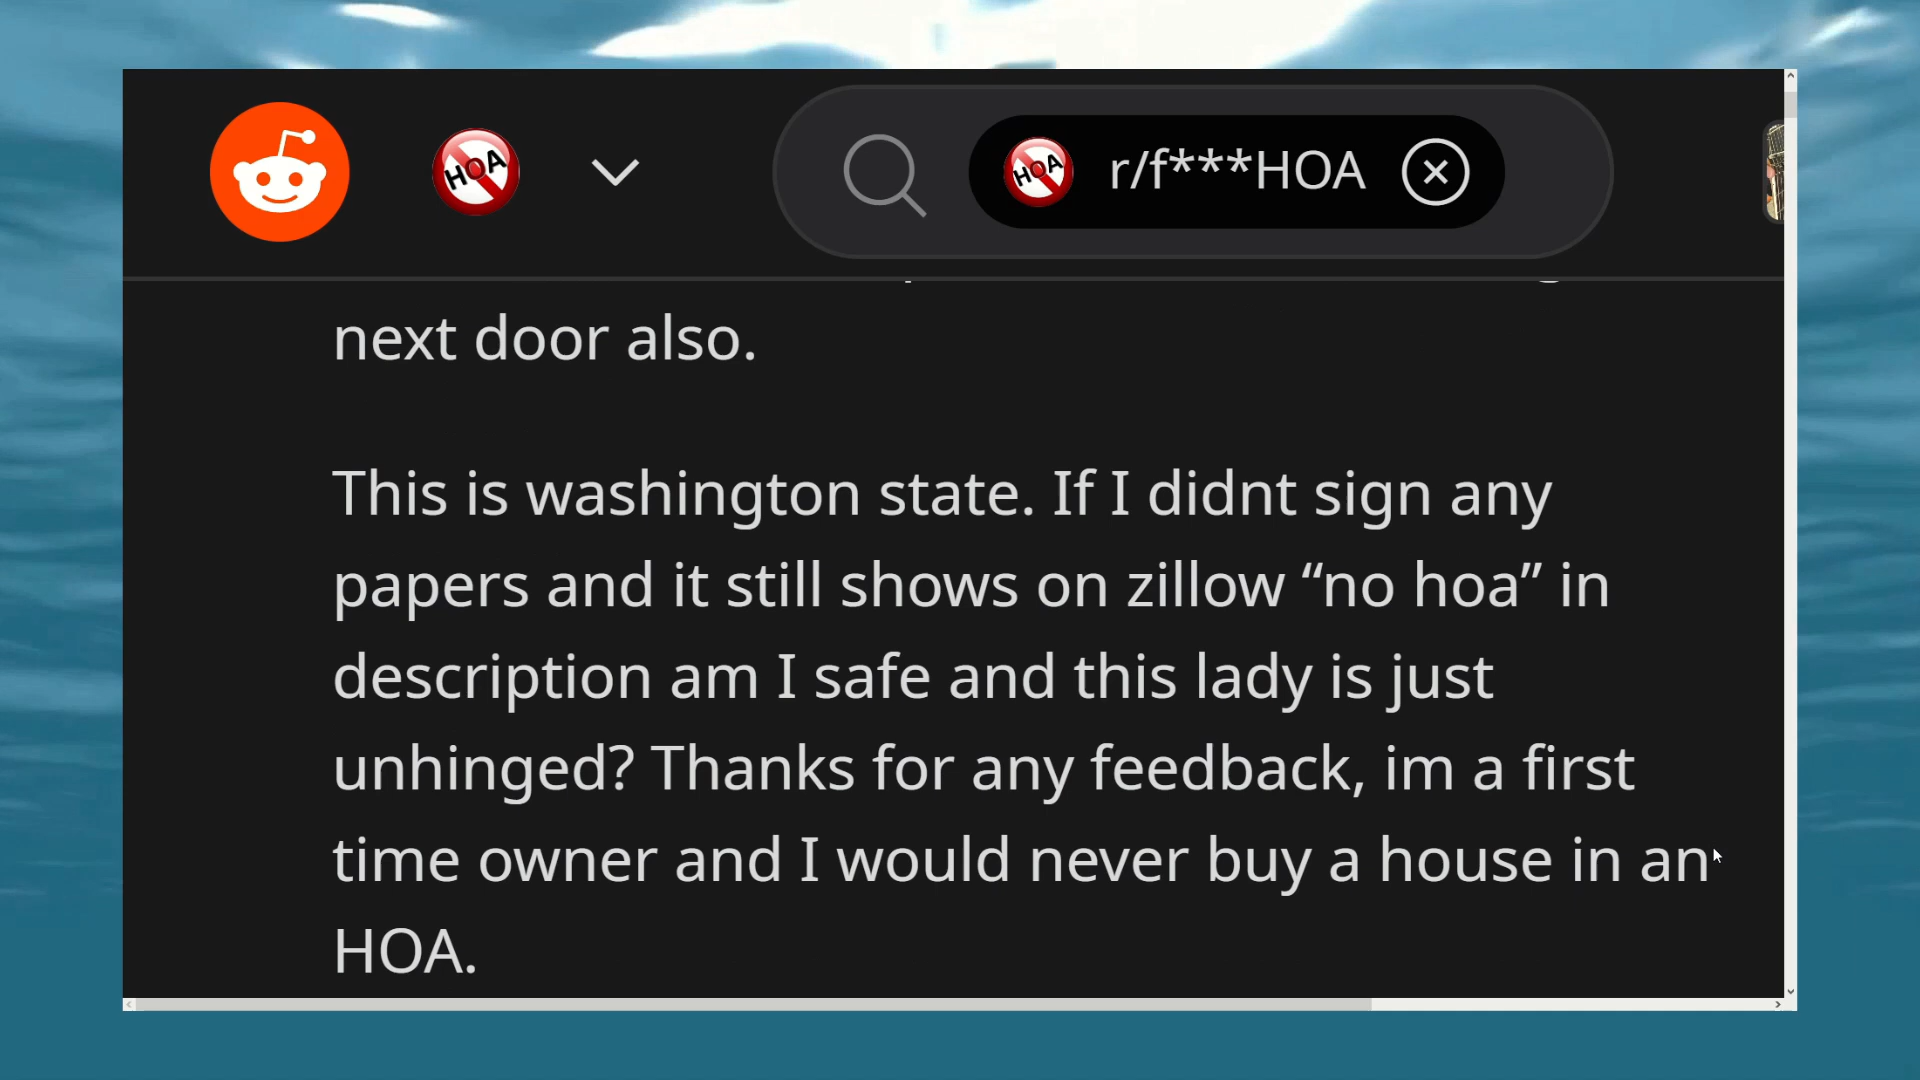 HOA
HOA r/f***HOA
next door also.
This is washington state. If I didnt sign any
papers and it still shows on zillow “no hoa” in
description am I safe and this lady is just
unhinged? Thanks for any feedback, im a first
time owner and I would never buy a house in an
HOA.